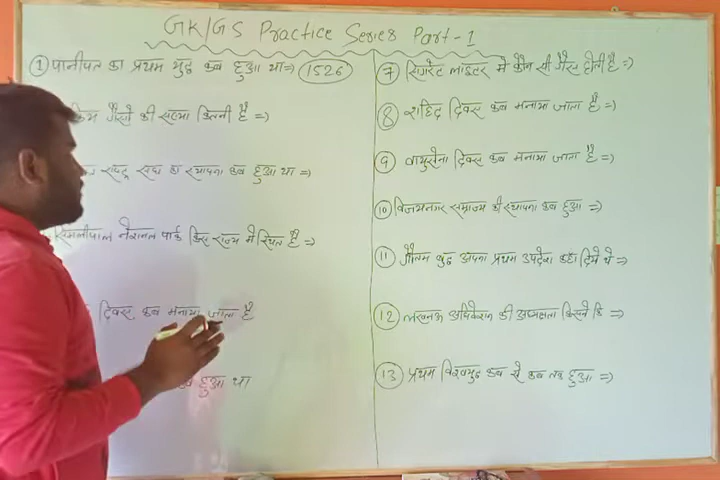 GK/GS Practice Series Part-1
① पानीपत का प्रथम युद्ध कब हुआ था⇒ 1526
गैसों की संख्या कितनी है ⇒
की स्थापना कब हुआ था ⇒
सिमलीपाल नेशनल पार्क किस राज्य में स्थित है ⇒
दिवस कब मनाया जाता है
हुआ था
⑦ सिगरेट लाइटर में कौन सी गैस होती है ⇒
⑧ शहिद दिवस कब मनाया जाता है ⇒
⑨ वायुसेना दिवस कब मनाया जाता है ⇒
⑩ विजयनगर सम्राज्य की स्थापना कब हुआ ⇒
⑪ गौतम बुद्ध अपना प्रथम उपदेश कहाँ दिये थे ⇒
⑫ लखनऊ अधिवेशन की अध्यक्षता किसने कि ⇒
⑬ प्रथम विश्वयुद्ध कब से कब तक हुआ ⇒